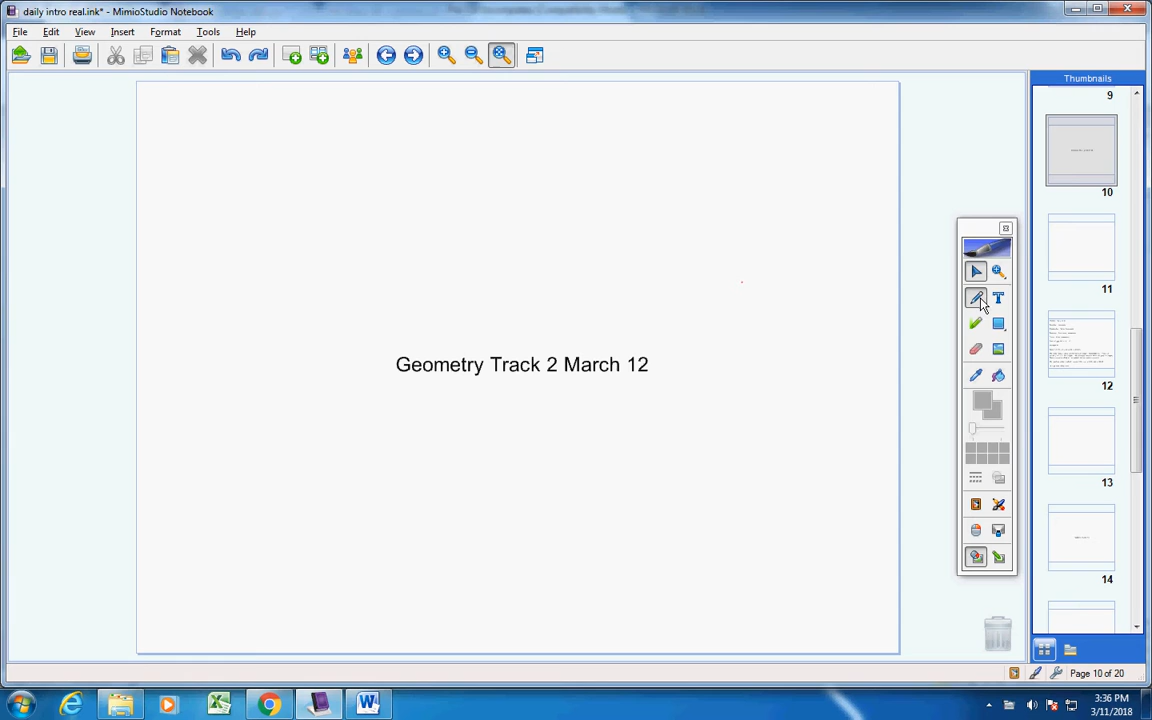 daily intro real.ink* - MimioStudio Notebook
File Edit View Insert Format Tools Help
Thumbnails
9
10
11
12
13
14
Geometry Track 2 March 12
T
Page 10 of 20
3:36 PM
3/11/2018